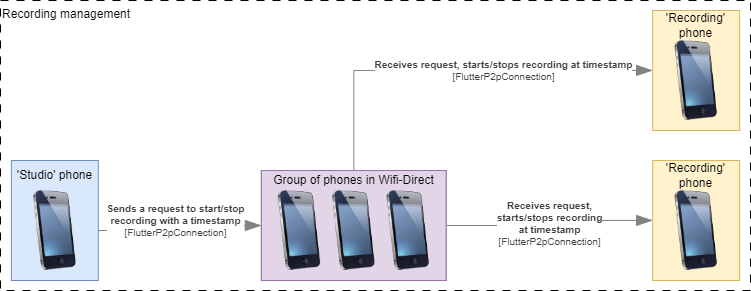 Recording management
'Recording'
phone
Receives request, starts/stops recording at timestamp
[FlutterP2pConnection]
'Studio' phone
Sends a request to start/stop
recording with a timestamp
[FlutterP2pConnection]
Group of phones in Wifi-Direct
Receives request,
starts/stops recording
at timestamp
[FlutterP2pConnection]
'Recording'
phone